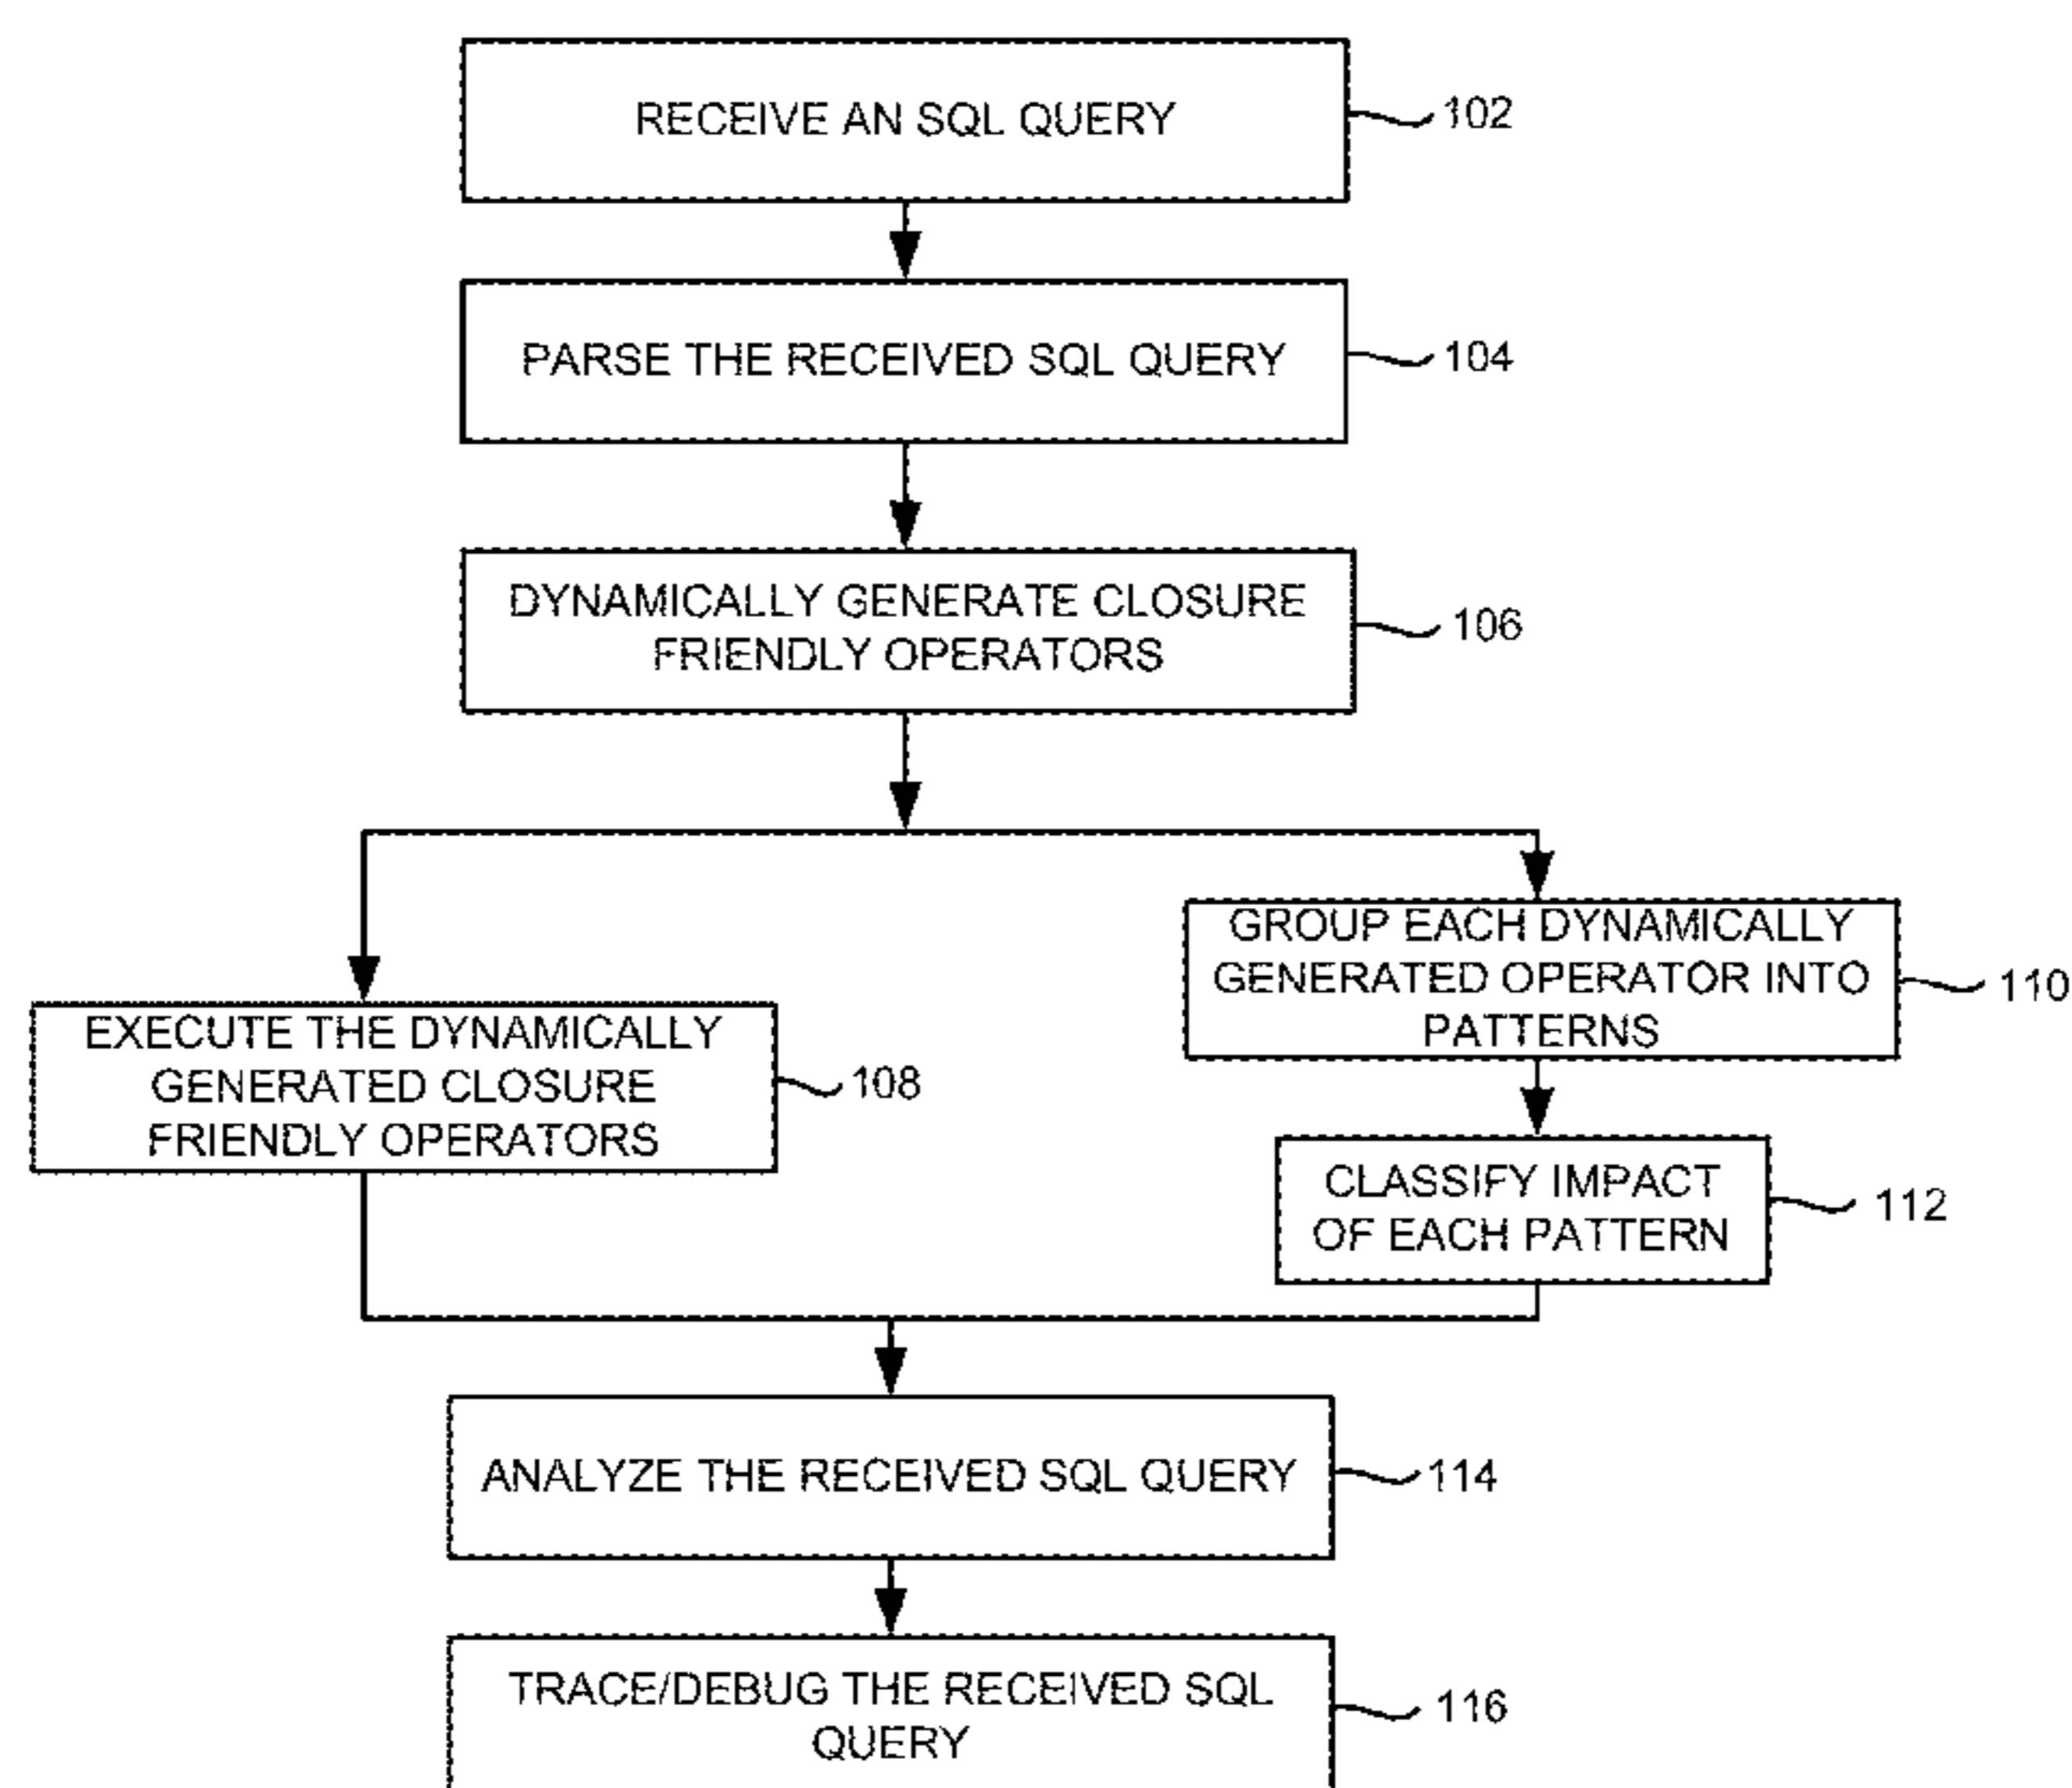 RECEIVE AN SQL QUERY
102
PARSE THE RECEIVED SQL QUERY
104
DYNAMICALLY GENERATE CLOSURE
FRIENDLY OPERATORS
106
GROUP EACH DYNAMICALLY
GENERATED OPERATOR INTO
PATTERNS
110
EXECUTE THE DYNAMICALLY
GENERATED CLOSURE
FRIENDLY OPERATORS
108
CLASSIFY IMPACT
OF EACH PATTERN
112
ANALYZE THE RECEIVED SQL QUERY
114
TRACE/DEBUG THE RECEIVED SQL
QUERY
116